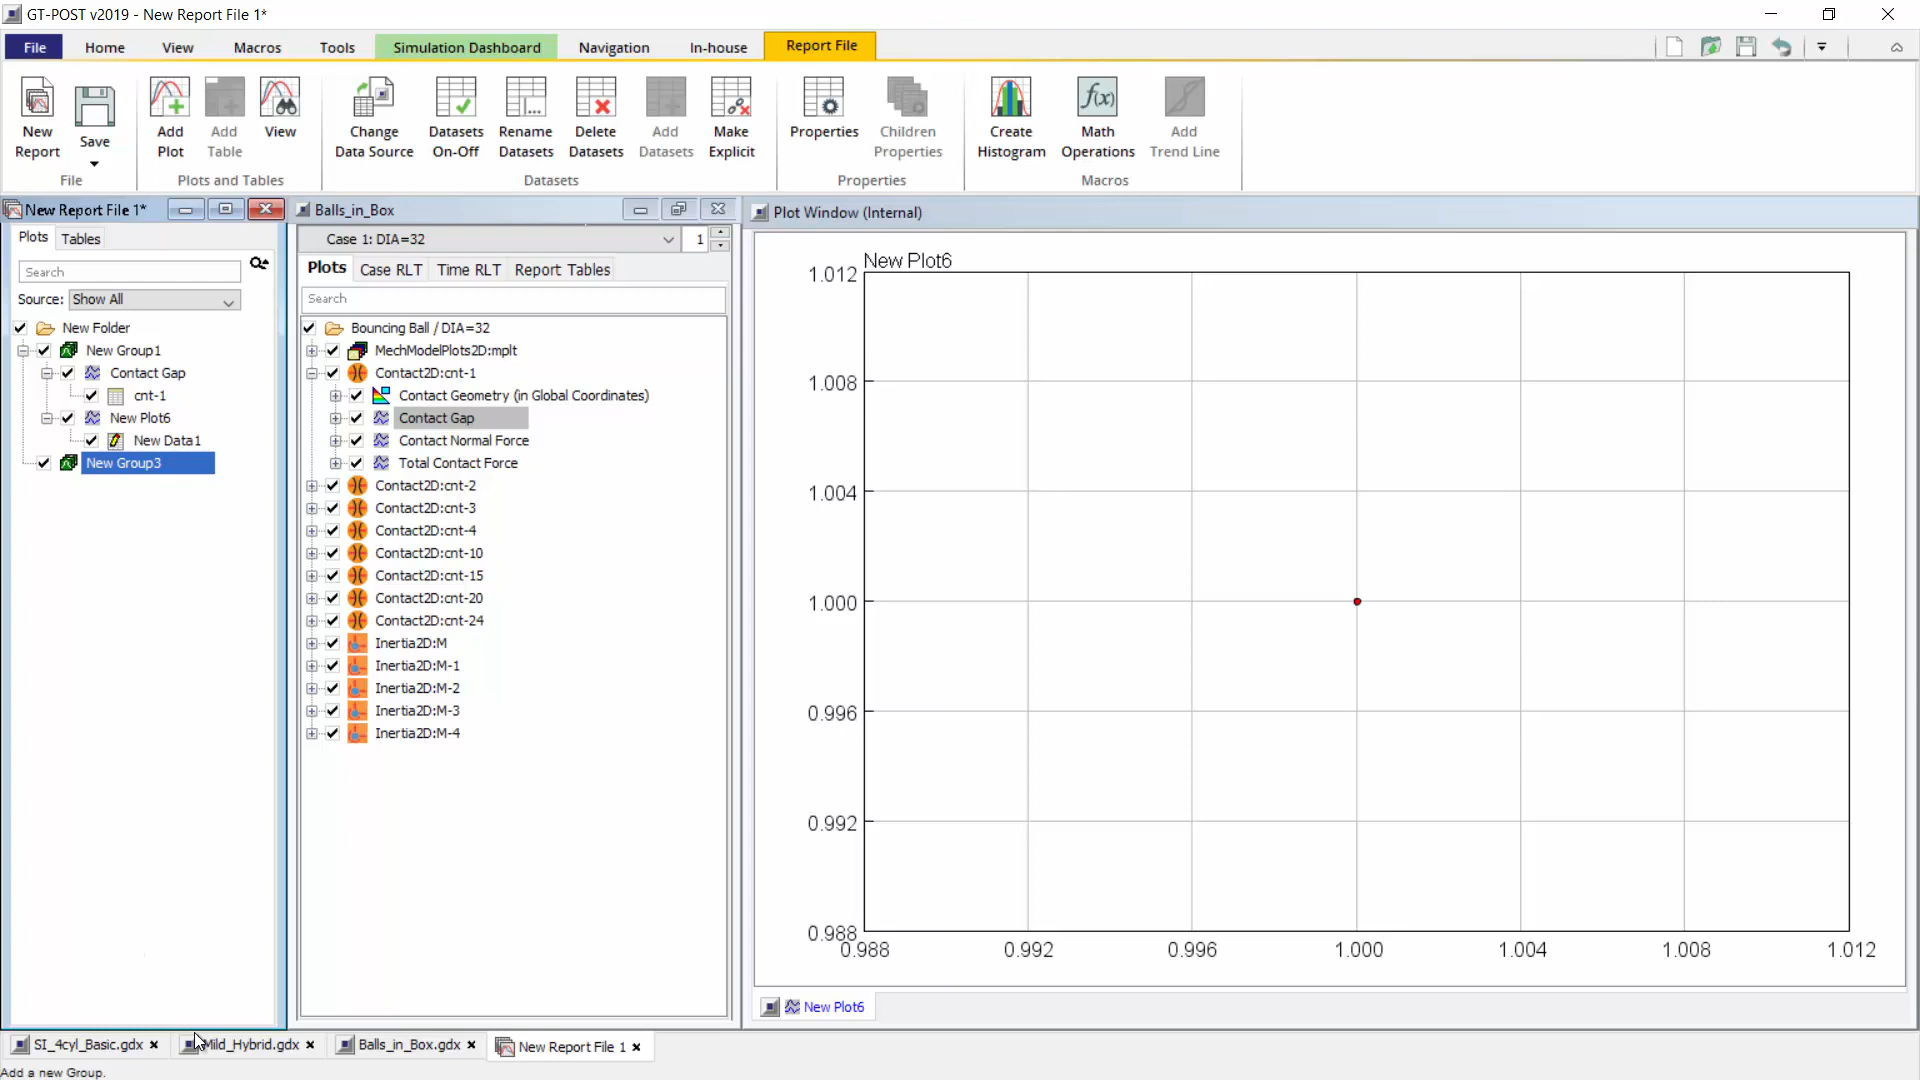 GT-POST v2019 - New Report File 1*
File Home View Macros Tools Simulation Dashboard Navigation In-house Report File
New Report Save Add Plot Add Table View Change Data Source Datasets On-Off Rename Datasets Delete Datasets Add Datasets Make Explicit Properties Children Properties Create Histogram Math Operations Add Trend Line
File Plots and Tables Datasets Properties Macros
New Report File 1*
Plots Tables
Search
Source: Show All
New Folder
New Group1
Contact Gap
cnt-1
New Plot6
New Data1
New Group3
Balls_in_Box
Case 1: DIA=32 1
Plots Case RLT Time RLT Report Tables
Search
Bouncing Ball / DIA=32
MechModelPlots2D:mplt
Contact2D:cnt-1
Contact Geometry (in Global Coordinates)
Contact Gap
Contact Normal Force
Total Contact Force
Contact2D:cnt-2
Contact2D:cnt-3
Contact2D:cnt-4
Contact2D:cnt-10
Contact2D:cnt-15
Contact2D:cnt-20
Contact2D:cnt-24
Inertia2D:M
Inertia2D:M-1
Inertia2D:M-2
Inertia2D:M-3
Inertia2D:M-4
Plot Window (Internal)
New Plot6
1.012
1.008
1.004
1.000
0.996
0.992
0.988
0.988 0.992 0.996 1.000 1.004 1.008 1.012
New Plot6
SI_4cyl_Basic.gdx Mild_Hybrid.gdx Balls_in_Box.gdx New Report File 1
Add a new Group.